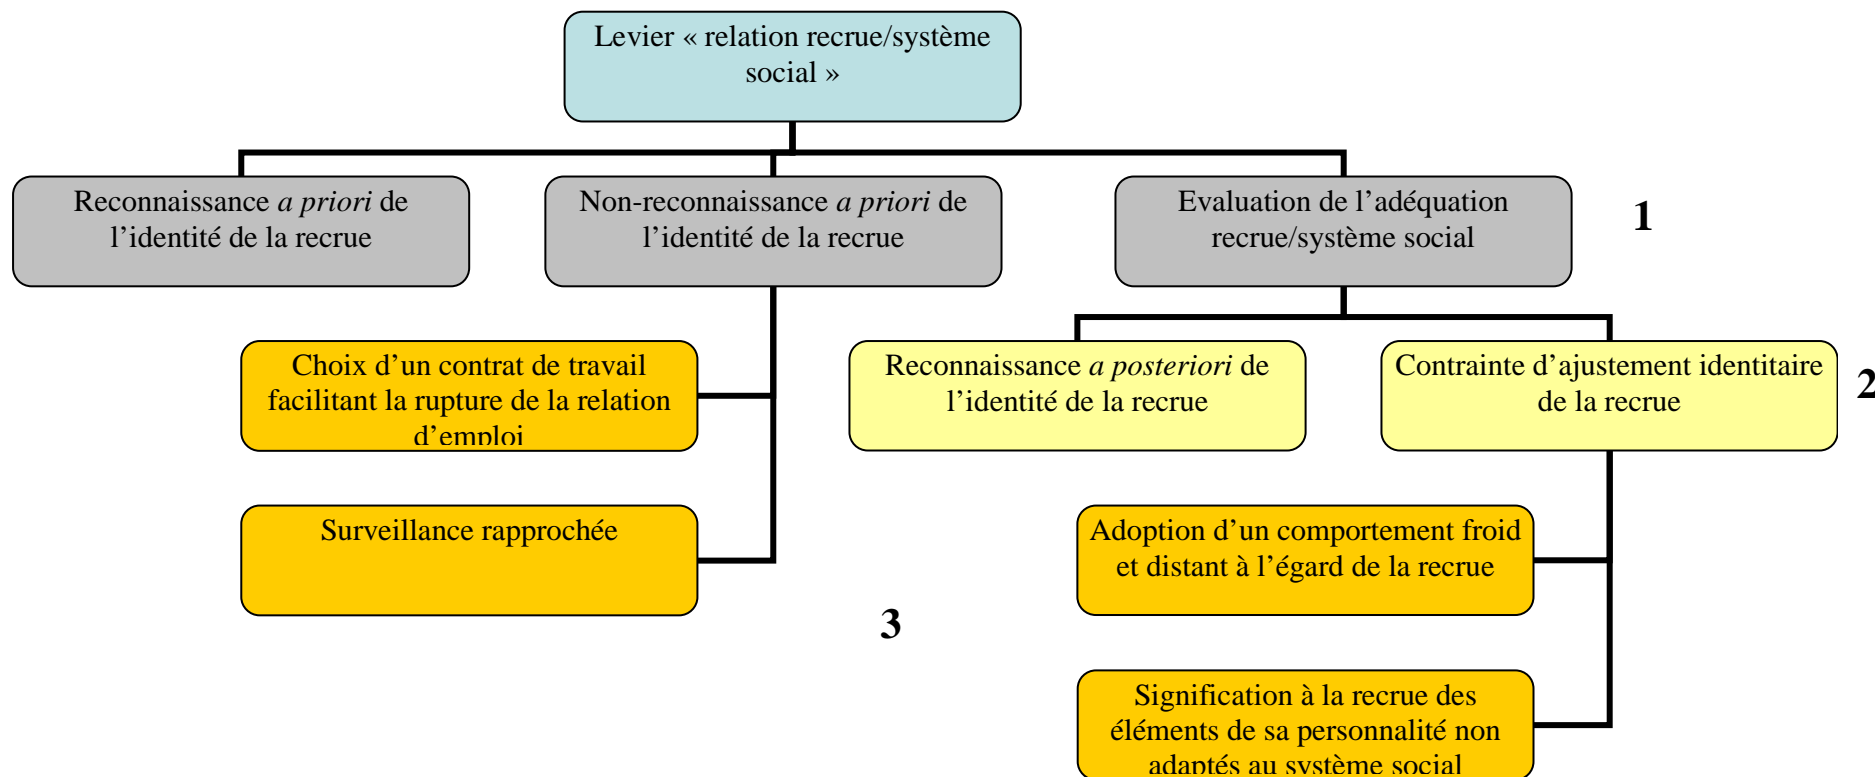 Levier « relation recrue/système
social »
Reconnaissance a priori de
l’identité de la recrue
Non-reconnaissance a priori de
l’identité de la recrue
Evaluation de l’adéquation
recrue/système social
1
Choix d’un contrat de travail
facilitant la rupture de la relation
d’emploi
Reconnaissance a posteriori de
l’identité de la recrue
Contrainte d’ajustement identitaire
de la recrue
2
Surveillance rapprochée
Adoption d’un comportement froid
et distant à l’égard de la recrue
3
Signification à la recrue des
éléments de sa personnalité non
adaptés au système social